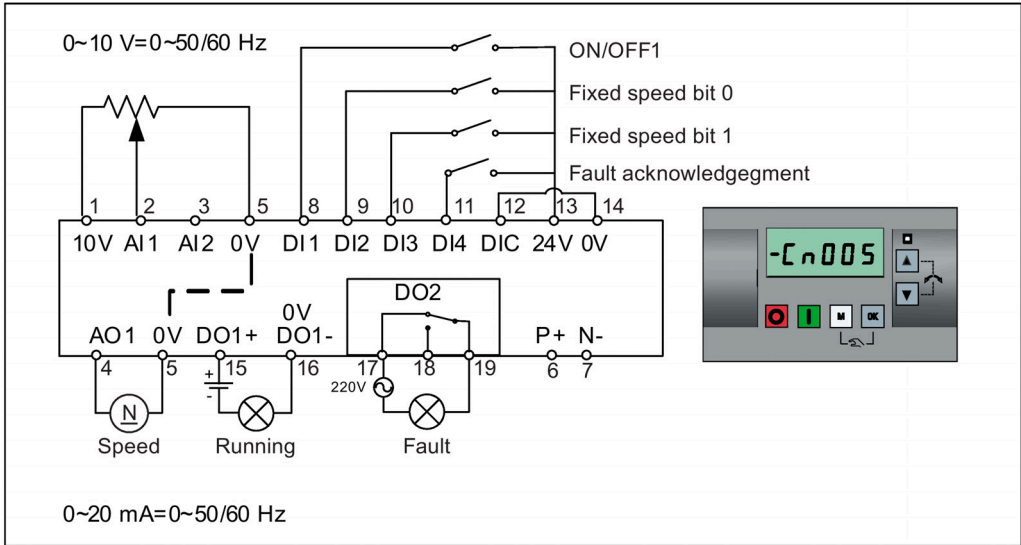 0~10 V=0~50/60 Hz
ON/OFF1
Fixed speed bit 0
Fixed speed bit 1
Fault acknowledgegment
1 2 3 5 8 9 10 11 12 13 14
10V AI1 AI2 0V DI1 DI2 DI3 DI4 DIC 24V 0V
-Cn005
M OK
DO2
0V
AO1 0V DO1+ DO1- P+ N-
4 5 15 16 17 18 19 6 7
+
-
220V
N
Speed Running Fault
0~20 mA=0~50/60 Hz